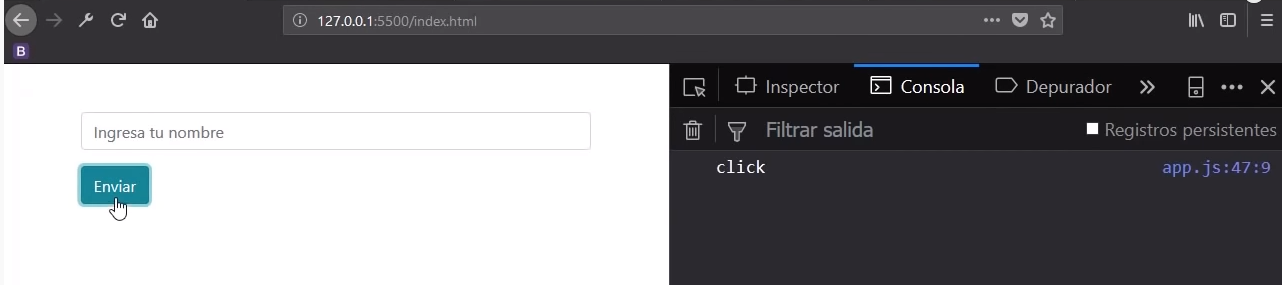 127.0.0.1:5500/index.html
B
Inspector Consola Depurador
Filtrar salida Registros persistentes
click app.js:47:9
Ingresa tu nombre
Enviar